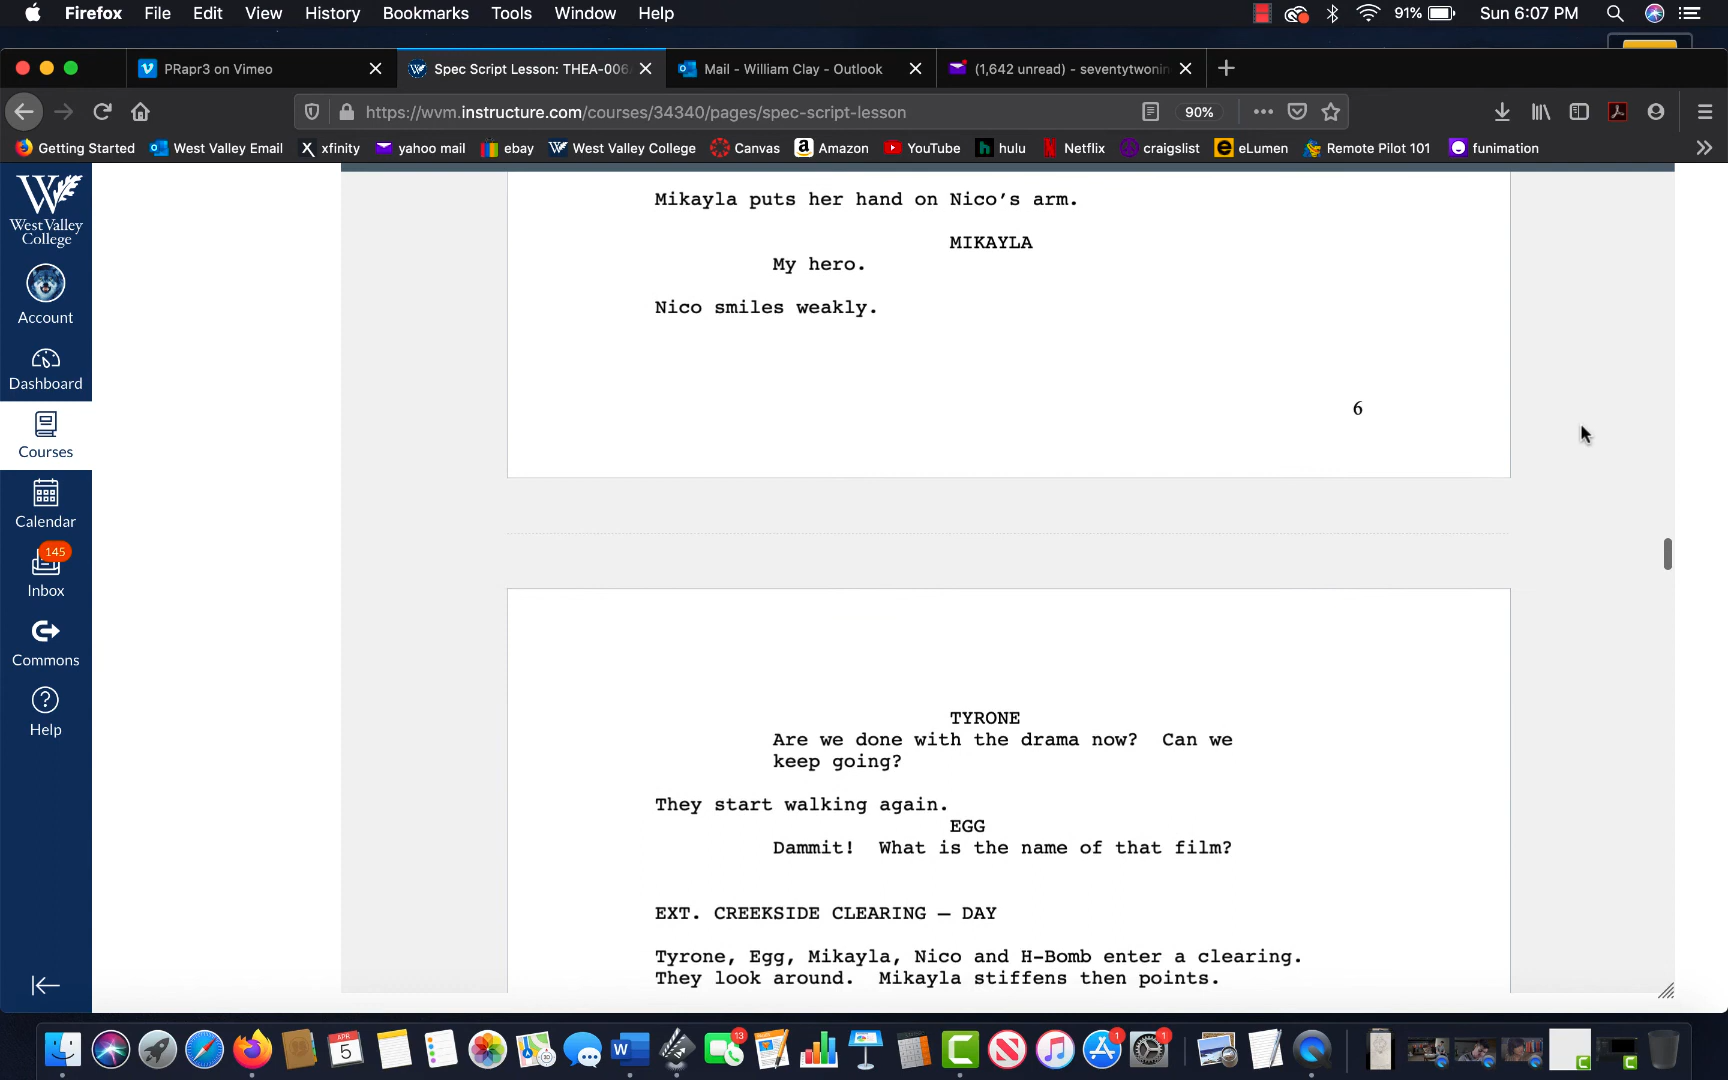 Firefox File Edit View History Bookmarks Tools Window Help 91% Sun 6:07 PM
PRapr3 on Vimeo Spec Script Lesson: THEA-006 Mail - William Clay - Outlook (1,642 unread) - seventytwonin
https://wvm.instructure.com/courses/34340/pages/spec-script-lesson 90%
Getting Started West Valley Email xfinity yahoo mail ebay West Valley College Canvas Amazon YouTube hulu Netflix craigslist eLumen Remote Pilot 101 funimation
West Valley
College
Account
Dashboard
Courses
Calendar
145
Inbox
Commons
Help
Mikayla puts her hand on Nico’s arm.
MIKAYLA
My hero.
Nico smiles weakly.
6
TYRONE
Are we done with the drama now? Can we
keep going?
They start walking again.
EGG
Dammit! What is the name of that film?
EXT. CREEKSIDE CLEARING – DAY
Tyrone, Egg, Mikayla, Nico and H-Bomb enter a clearing.
They look around. Mikayla stiffens then points.
APR
5
13
1
1